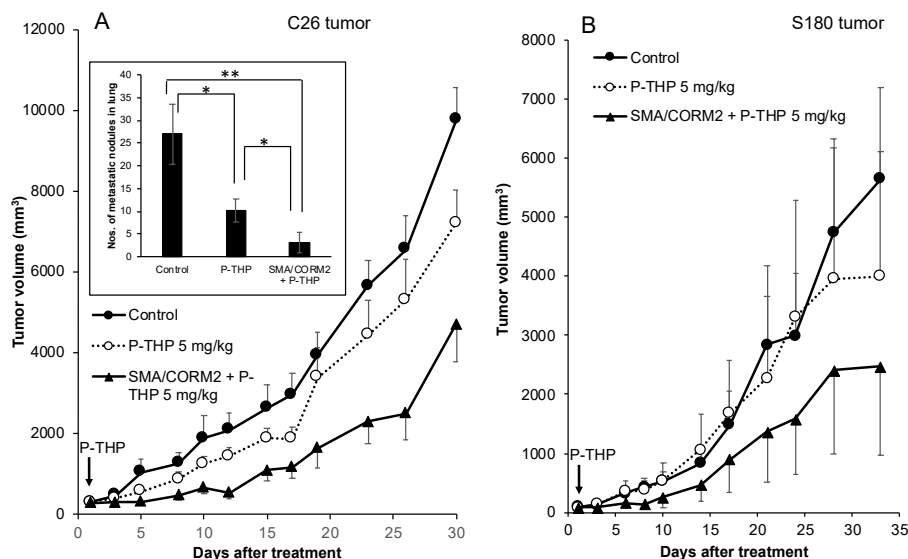 A
C26 tumor
12000
10000
8000
6000
4000
2000
0
Tumor volume (mm³)
40
35
30
25
20
15
10
5
0
Nos. of metastatic nodules in lung
**
*
*
Control
P-THP
SMA/CORM2
+ P-THP
Control
P-THP 5 mg/kg
SMA/CORM2 + P-
THP 5 mg/kg
P-THP
0 5 10 15 20 25 30
Days after treatment
B
S180 tumor
8000
7000
6000
5000
4000
3000
2000
1000
0
Tumor volume (mm³)
Control
P-THP 5 mg/kg
SMA/CORM2 + P-THP 5 mg/kg
P-THP
0 5 10 15 20 25 30 35
Days after treatment